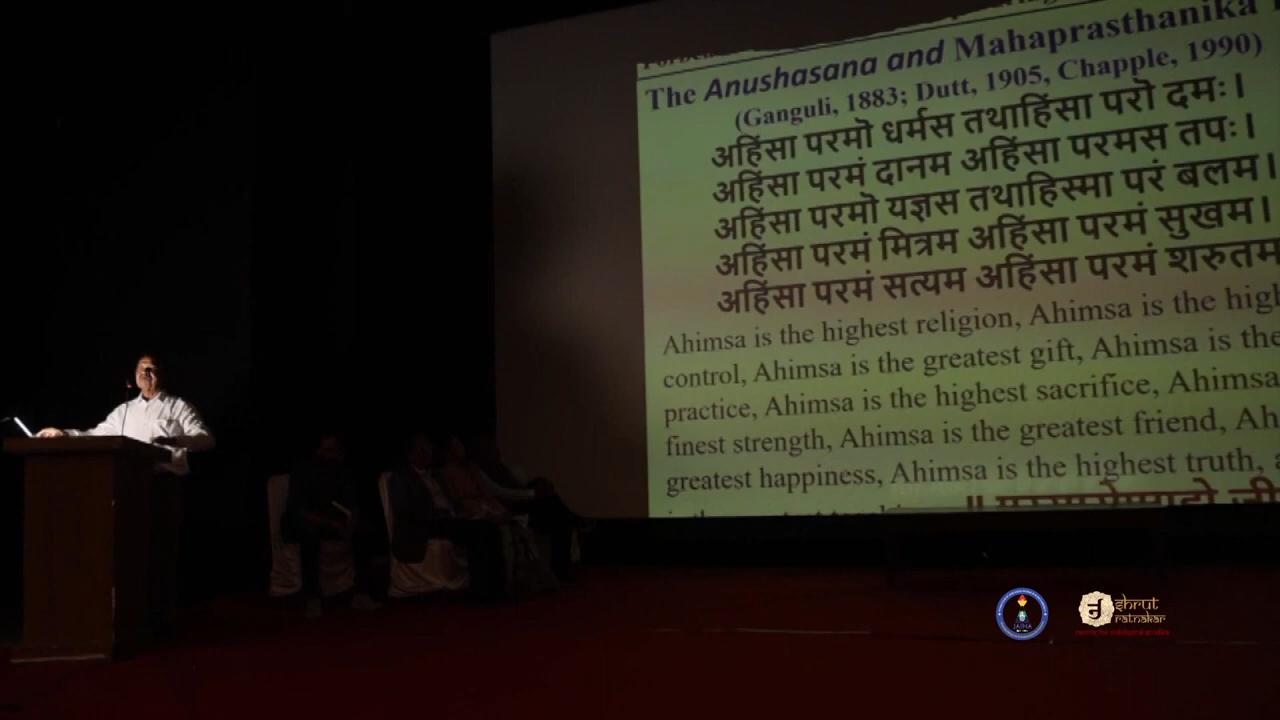 The Anushasana and Mahaprasthanika
(Ganguli, 1883; Dutt, 1905, Chapple, 1990)
अहिंसा परमॊ धर्मस तथाहिंसा परॊ दमः।
अहिंसा परमं दानम अहिंसा परमस तपः।
अहिंसा परमॊ यज्ञस तथाहिस्मा परं बलम।
अहिंसा परमं मित्रम अहिंसा परमं सुखम।
अहिंसा परमं सत्यम अहिंसा परमं शरुतम
Ahimsa is the highest religion, Ahimsa is the high
control, Ahimsa is the greatest gift, Ahimsa is the
practice, Ahimsa is the highest sacrifice, Ahimsa
finest strength, Ahimsa is the greatest friend, Ah
greatest happiness, Ahimsa is the highest truth,
JAINA
shrut
ratnakar